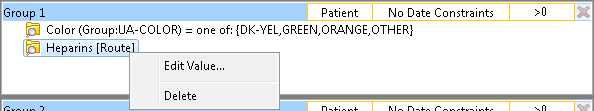 Group 1 Patient No Date Constraints >0
Color (Group:UA-COLOR) = one of: {DK-YEL,GREEN,ORANGE,OTHER}
Heparins [Route]
Edit Value...
Delete
Group 2 Patient No Date Constraints >0